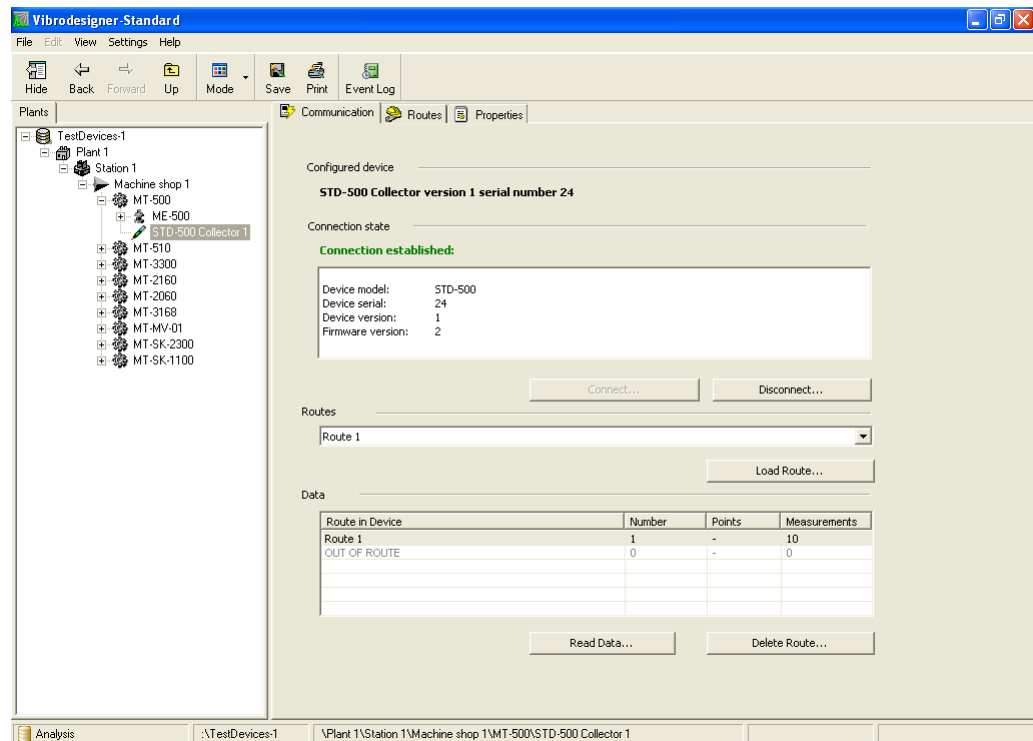 Vibrodesigner-Standard
File Edit View Settings Help
Hide Back Forward Up Mode Save Print Event Log
Plants
Communication Routes Properties
TestDevices-1
Plant 1
Station 1
Machine shop 1
MT-500
ME-500
STD-500 Collector 1
MT-510
MT-3300
MT-2160
MT-2060
MT-3168
MT-MV-01
MT-SK-2300
MT-SK-1100
Configured device
STD-500 Collector version 1 serial number 24
Connection state
Connection established:
Device model: STD-500
Device serial: 24
Device version: 1
Firmware version: 2
Connect... Disconnect...
Routes
Route 1
Load Route...
Data
Route in Device Number Points Measurements
Route 1 1 - 10
OUT OF ROUTE 0 - 0
Read Data... Delete Route...
Analysis :\TestDevices-1 \Plant 1\Station 1\Machine shop 1\MT-500\STD-500 Collector 1